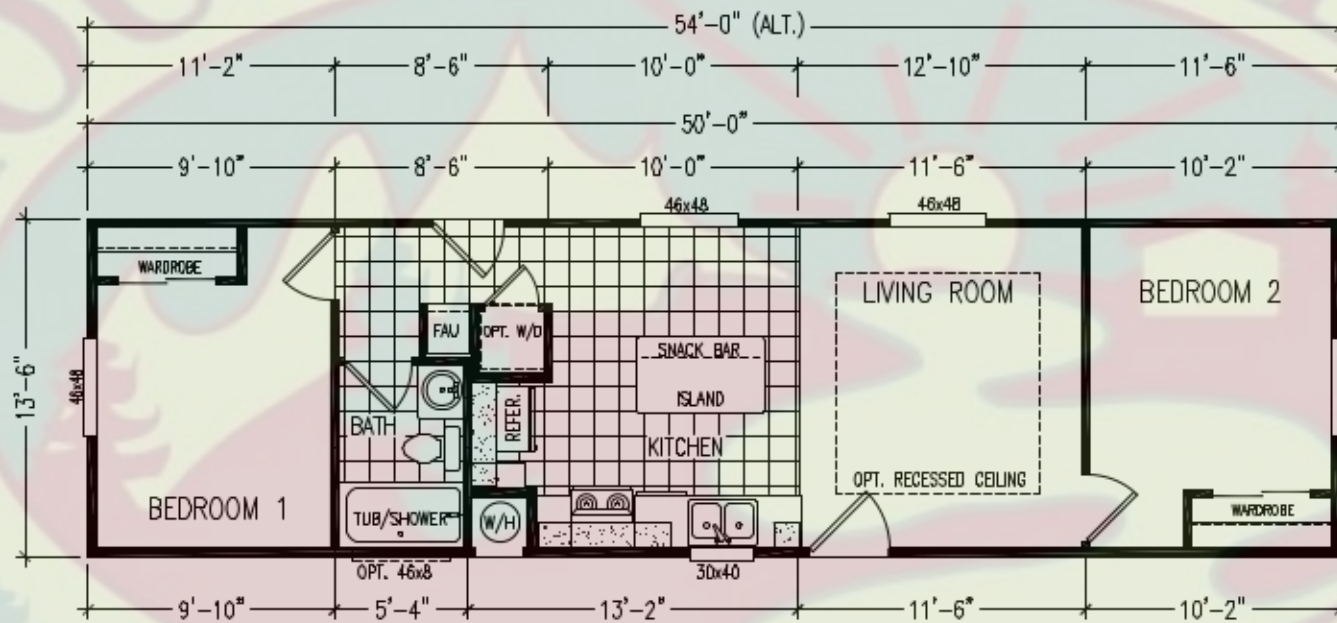 54'-0" (ALT.)
11'-2" 8'-6" 10'-0" 12'-10" 11'-6"
50'-0"
9'-10" 8'-6" 10'-0" 11'-6" 10'-2"
46x48 46x48
WARDROBE
LIVING ROOM
BEDROOM 2
FAU
OPT. W/D
SNACK BAR
13'-6"
46x48
ISLAND
REFER.
BATH
KITCHEN
OPT. RECESSED CEILING
BEDROOM 1
TUB/SHOWER
W/H
WARDROBE
OPT. 46x8
30x40
9'-10" 5'-4" 13'-2" 11'-6" 10'-2"